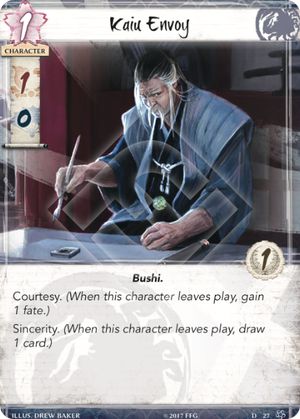 1
Kaiu Envoy
CHARACTER
1
0
Bushi.
1
Courtesy. (When this character leaves play, gain
1 fate.)
Sincerity. (When this character leaves play, draw
1 card.)
ILLUS. DREW BAKER
©2017 FFG
D 27